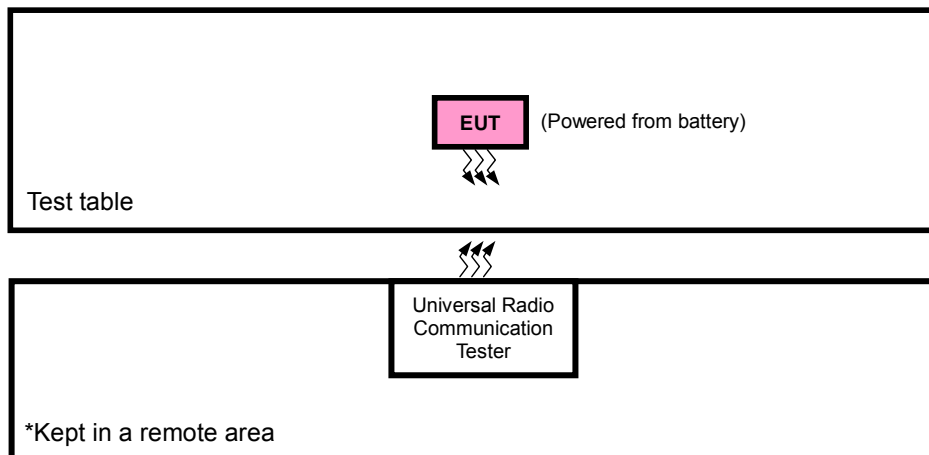 EUT (Powered from battery)
Test table
Universal Radio
Communication
Tester
*Kept in a remote area